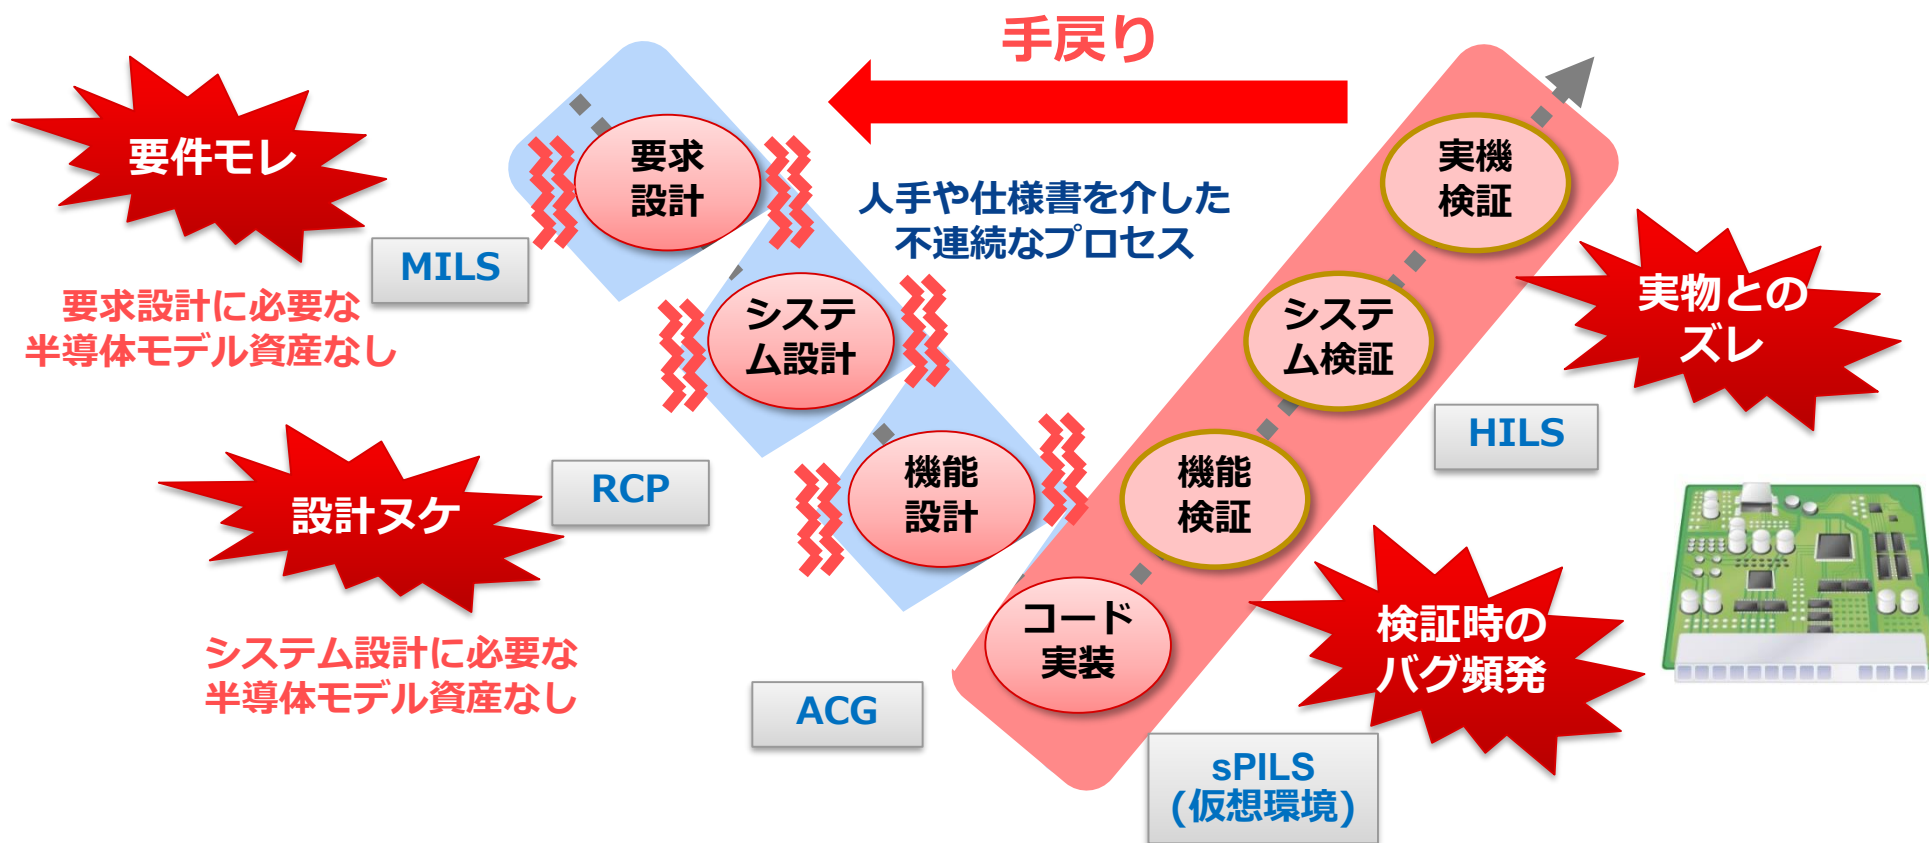 手戻り
要件モレ
要求
設計
実機
検証
人手や仕様書を介した
不連続なプロセス
MILS
要求設計に必要な
半導体モデル資産なし
システ
ム設計
システ
ム検証
実物との
ズレ
HILS
設計ヌケ
RCP
機能
設計
機能
検証
システム設計に必要な
半導体モデル資産なし
コード
実装
検証時の
バグ頻発
ACG
sPILS
(仮想環境)